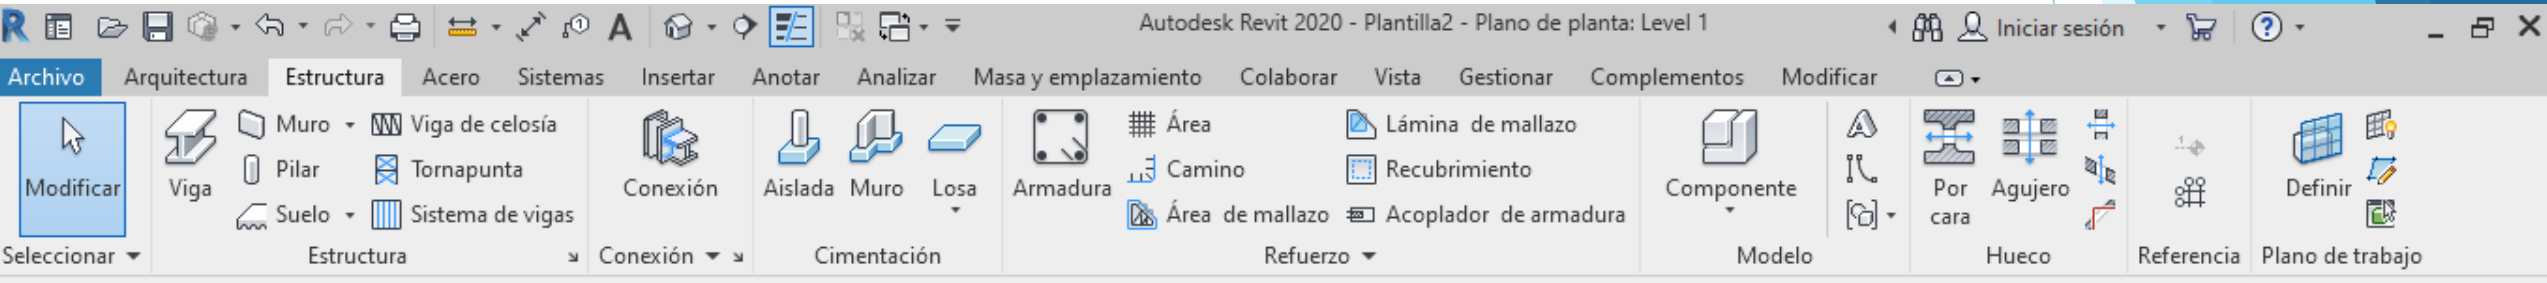 Autodesk Revit 2020 - Plantilla2 - Plano de planta: Level 1 Iniciar sesión
Archivo Arquitectura Estructura Acero Sistemas Insertar Anotar Analizar Masa y emplazamiento Colaborar Vista Gestionar Complementos Modificar
Muro Viga de celosía Área Lámina de mallazo
Pilar Tornapunta Camino Recubrimiento
Modificar Viga Conexión Aislada Muro Losa Armadura Componente Por cara Agujero Definir
Suelo Sistema de vigas Área de mallazo Acoplador de armadura
Seleccionar Estructura Conexión Cimentación Refuerzo Modelo Hueco Referencia Plano de trabajo